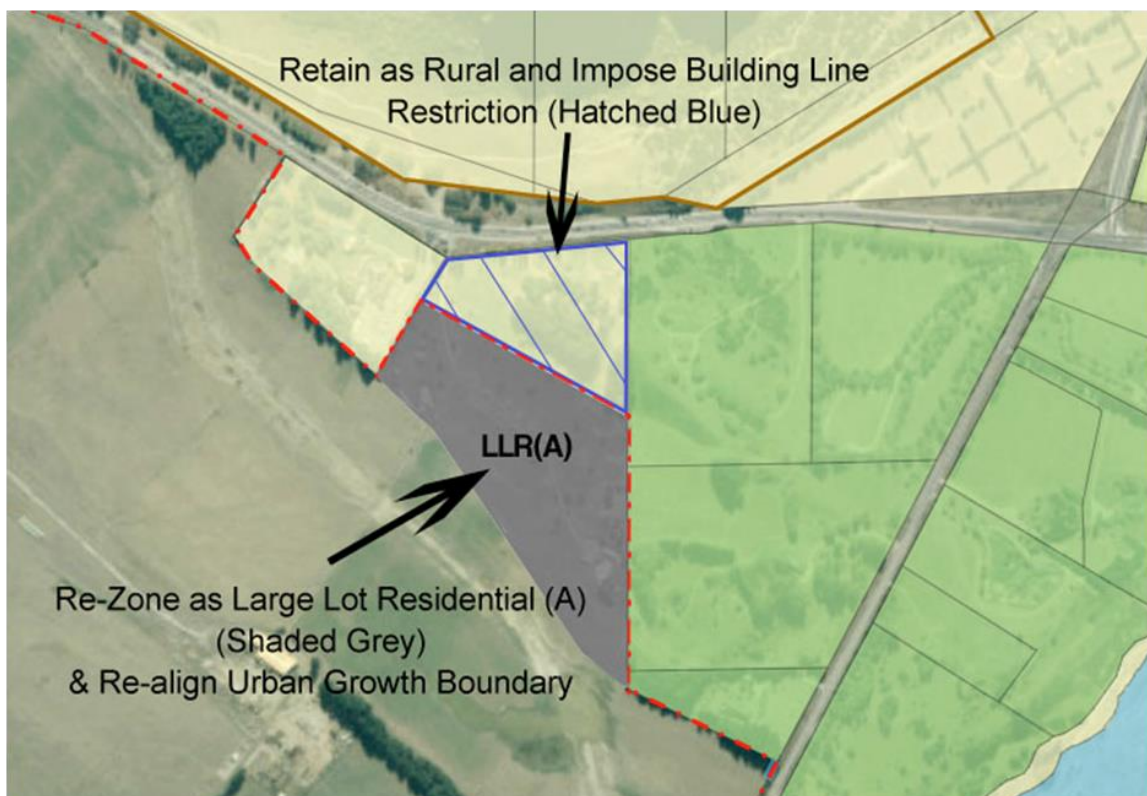 Retain as Rural and Impose Building Line
Restriction (Hatched Blue)
LLR(A)
Re-Zone as Large Lot Residential (A)
(Shaded Grey)
& Re-align Urban Growth Boundary